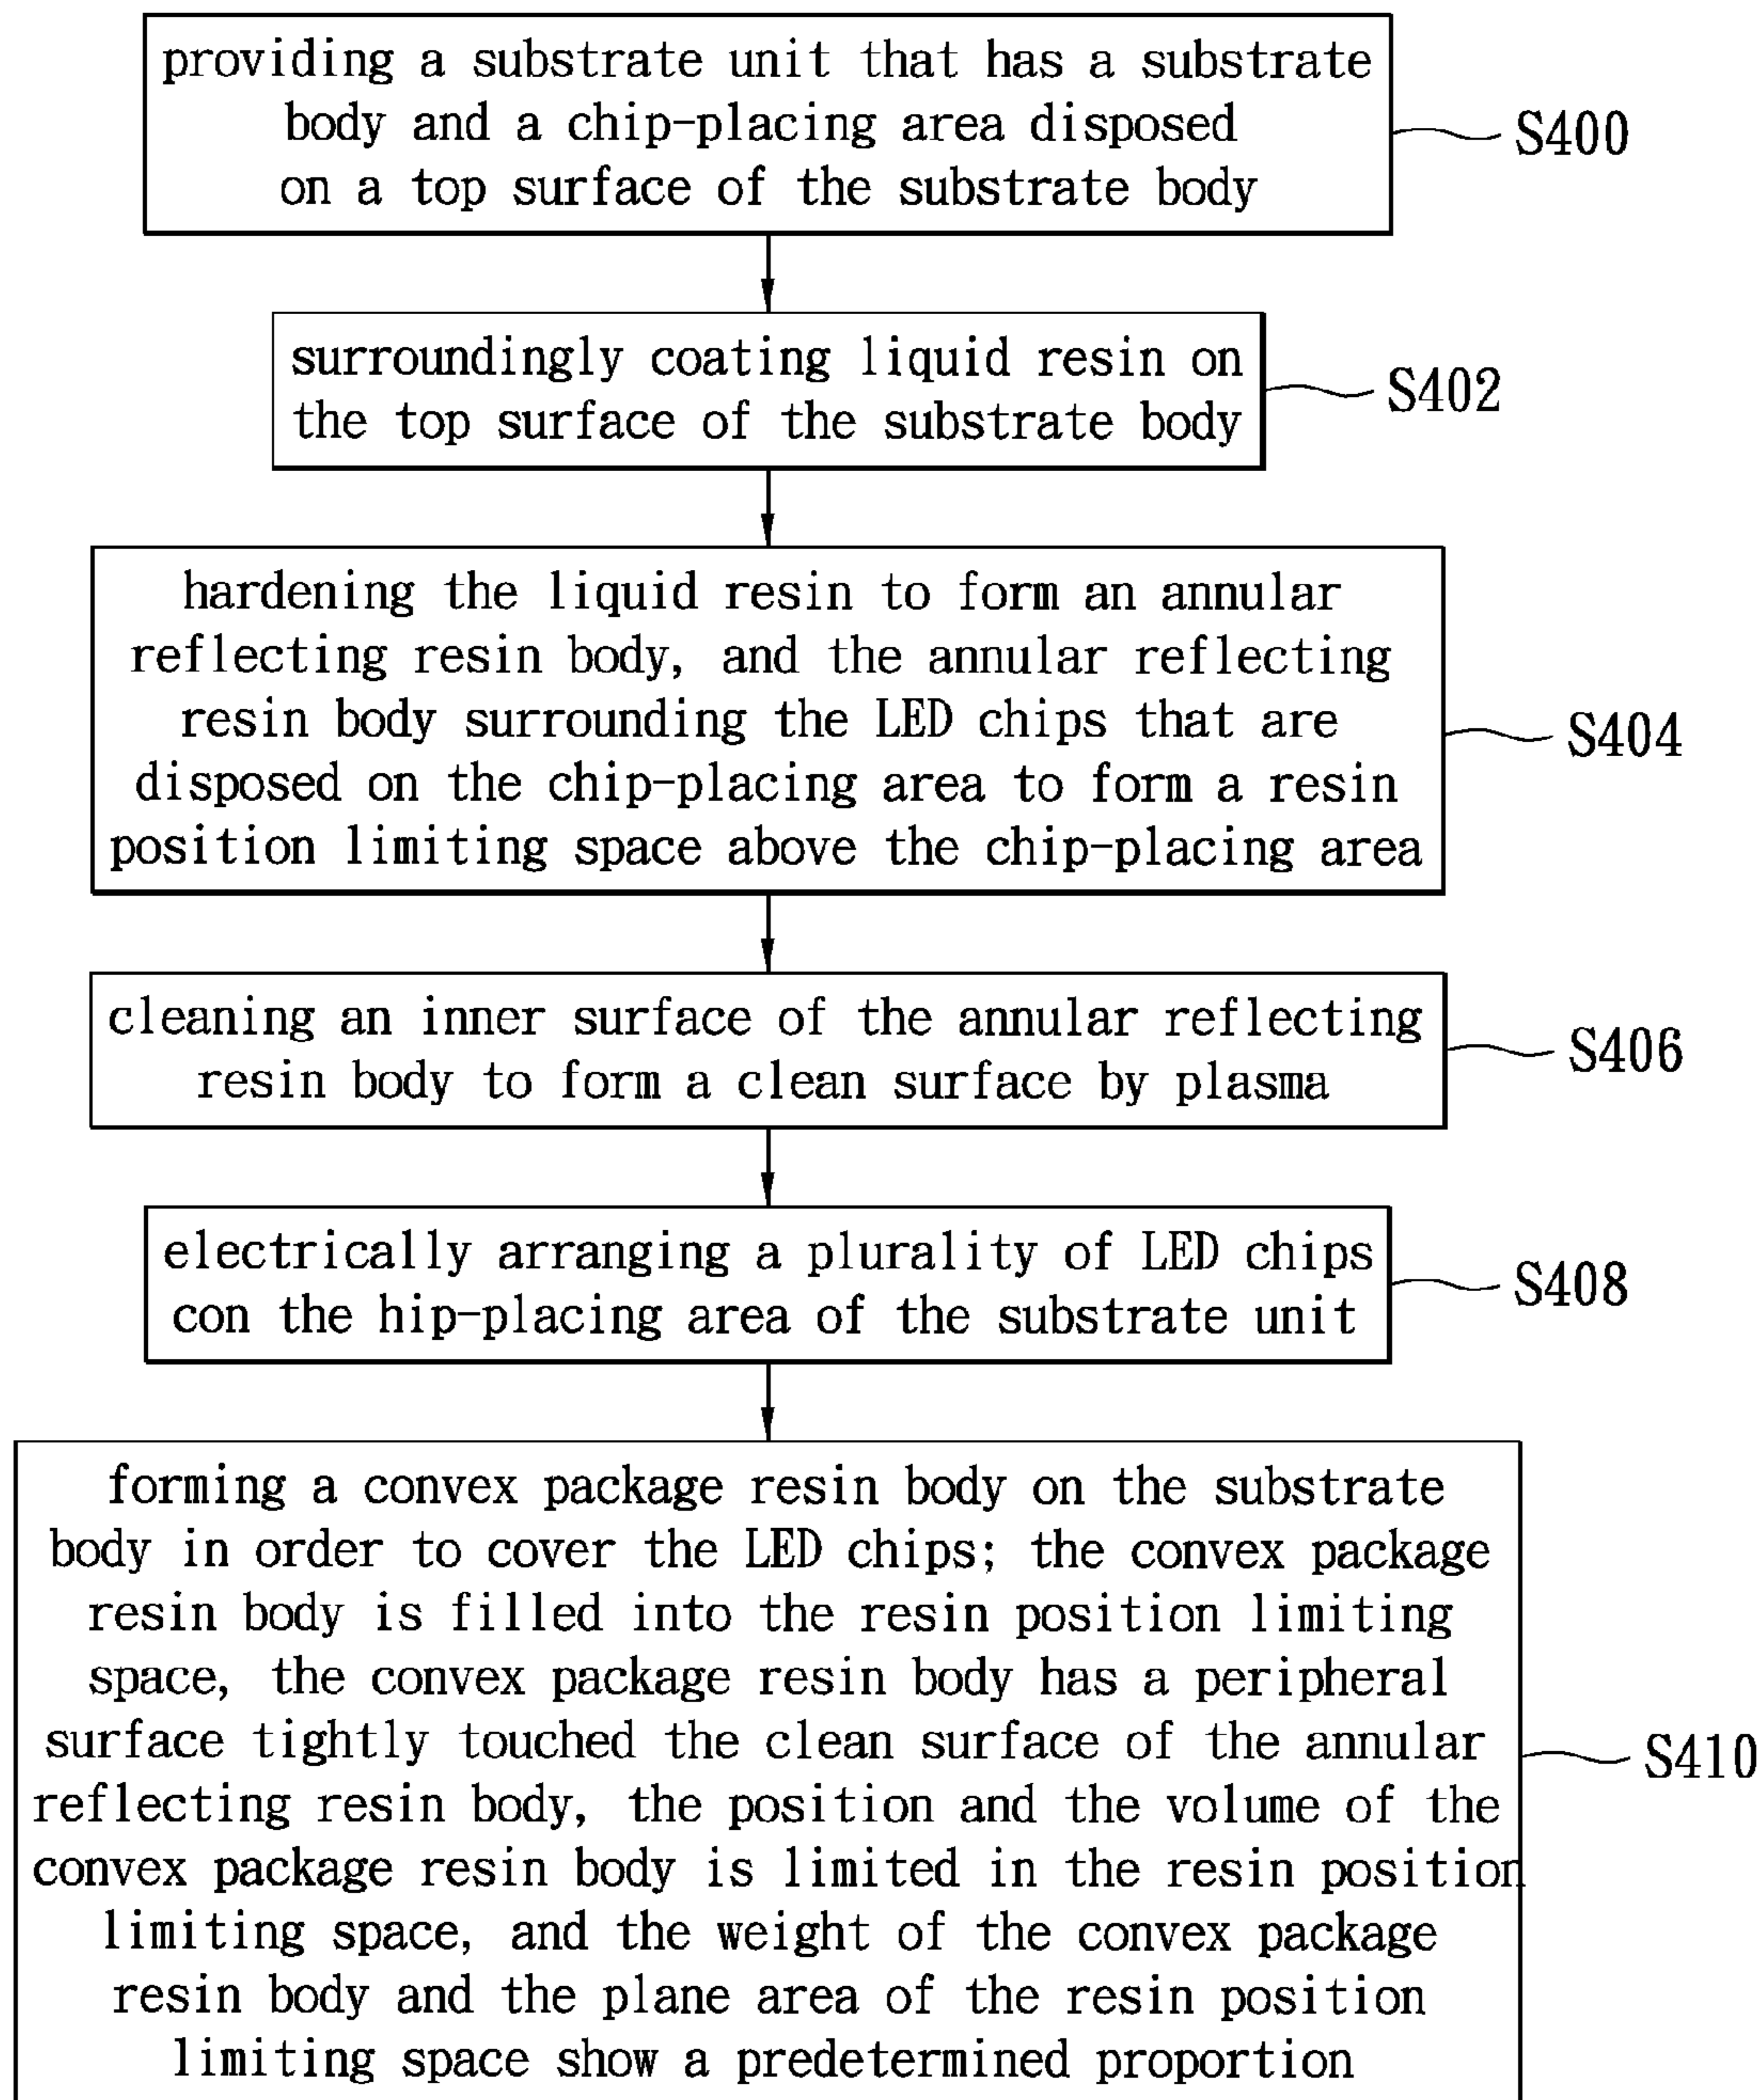 providing a substrate unit that has a substrate
body and a chip-placing area disposed
on a top surface of the substrate body
S400
surroundingly coating liquid resin on
the top surface of the substrate body
S402
hardening the liquid resin to form an annular
reflecting resin body, and the annular reflecting
resin body surrounding the LED chips that are
disposed on the chip-placing area to form a resin
position limiting space above the chip-placing area
S404
cleaning an inner surface of the annular reflecting
resin body to form a clean surface by plasma
S406
electrically arranging a plurality of LED chips
con the hip-placing area of the substrate unit
S408
forming a convex package resin body on the substrate
body in order to cover the LED chips; the convex package
resin body is filled into the resin position limiting
space, the convex package resin body has a peripheral
surface tightly touched the clean surface of the annular
reflecting resin body, the position and the volume of the
convex package resin body is limited in the resin position
limiting space, and the weight of the convex package
resin body and the plane area of the resin position
limiting space show a predetermined proportion
S410